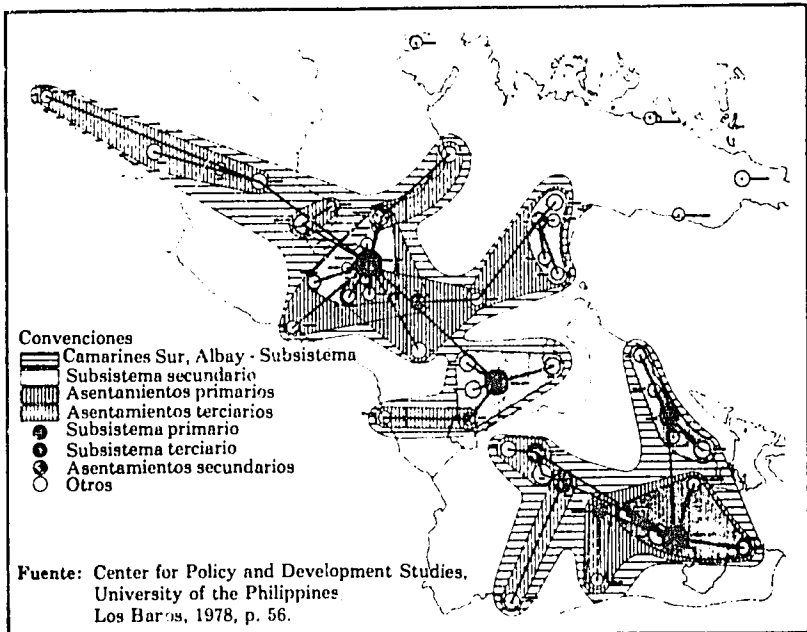 Convenciones
Camarines Sur, Albay - Subsistema
Subsistema secundario
Asentamientos primarios
Asentamientos terciarios
Subsistema primario
Subsistema terciario
Asentamientos secundarios
Otros
Fuente: Center for Policy and Development Studies,
University of the Philippines
Los Baros, 1978, p. 56.